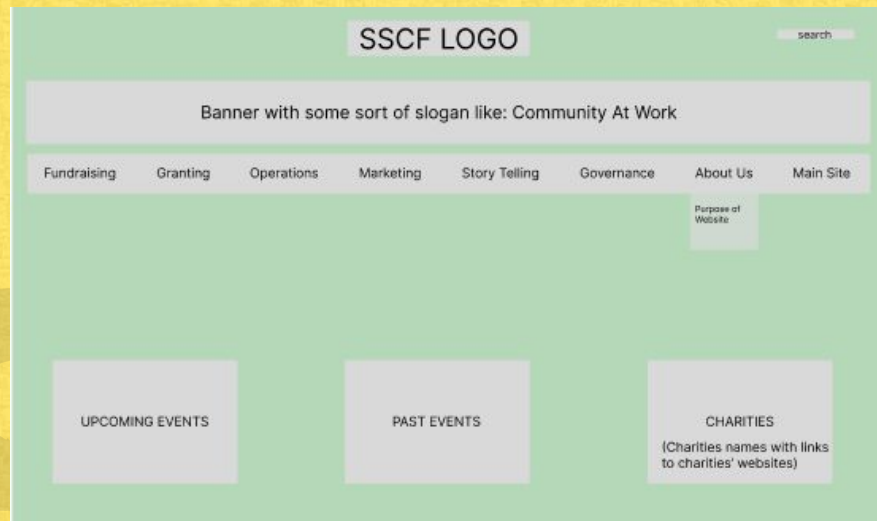 SSCF LOGO
search
Banner with some sort of slogan like: Community At Work
Fundraising Granting Operations Marketing Story Telling Governance About Us Main Site
Purpose of
Website
UPCOMING EVENTS
PAST EVENTS
CHARITIES
(Charities names with links
to charities' websites)